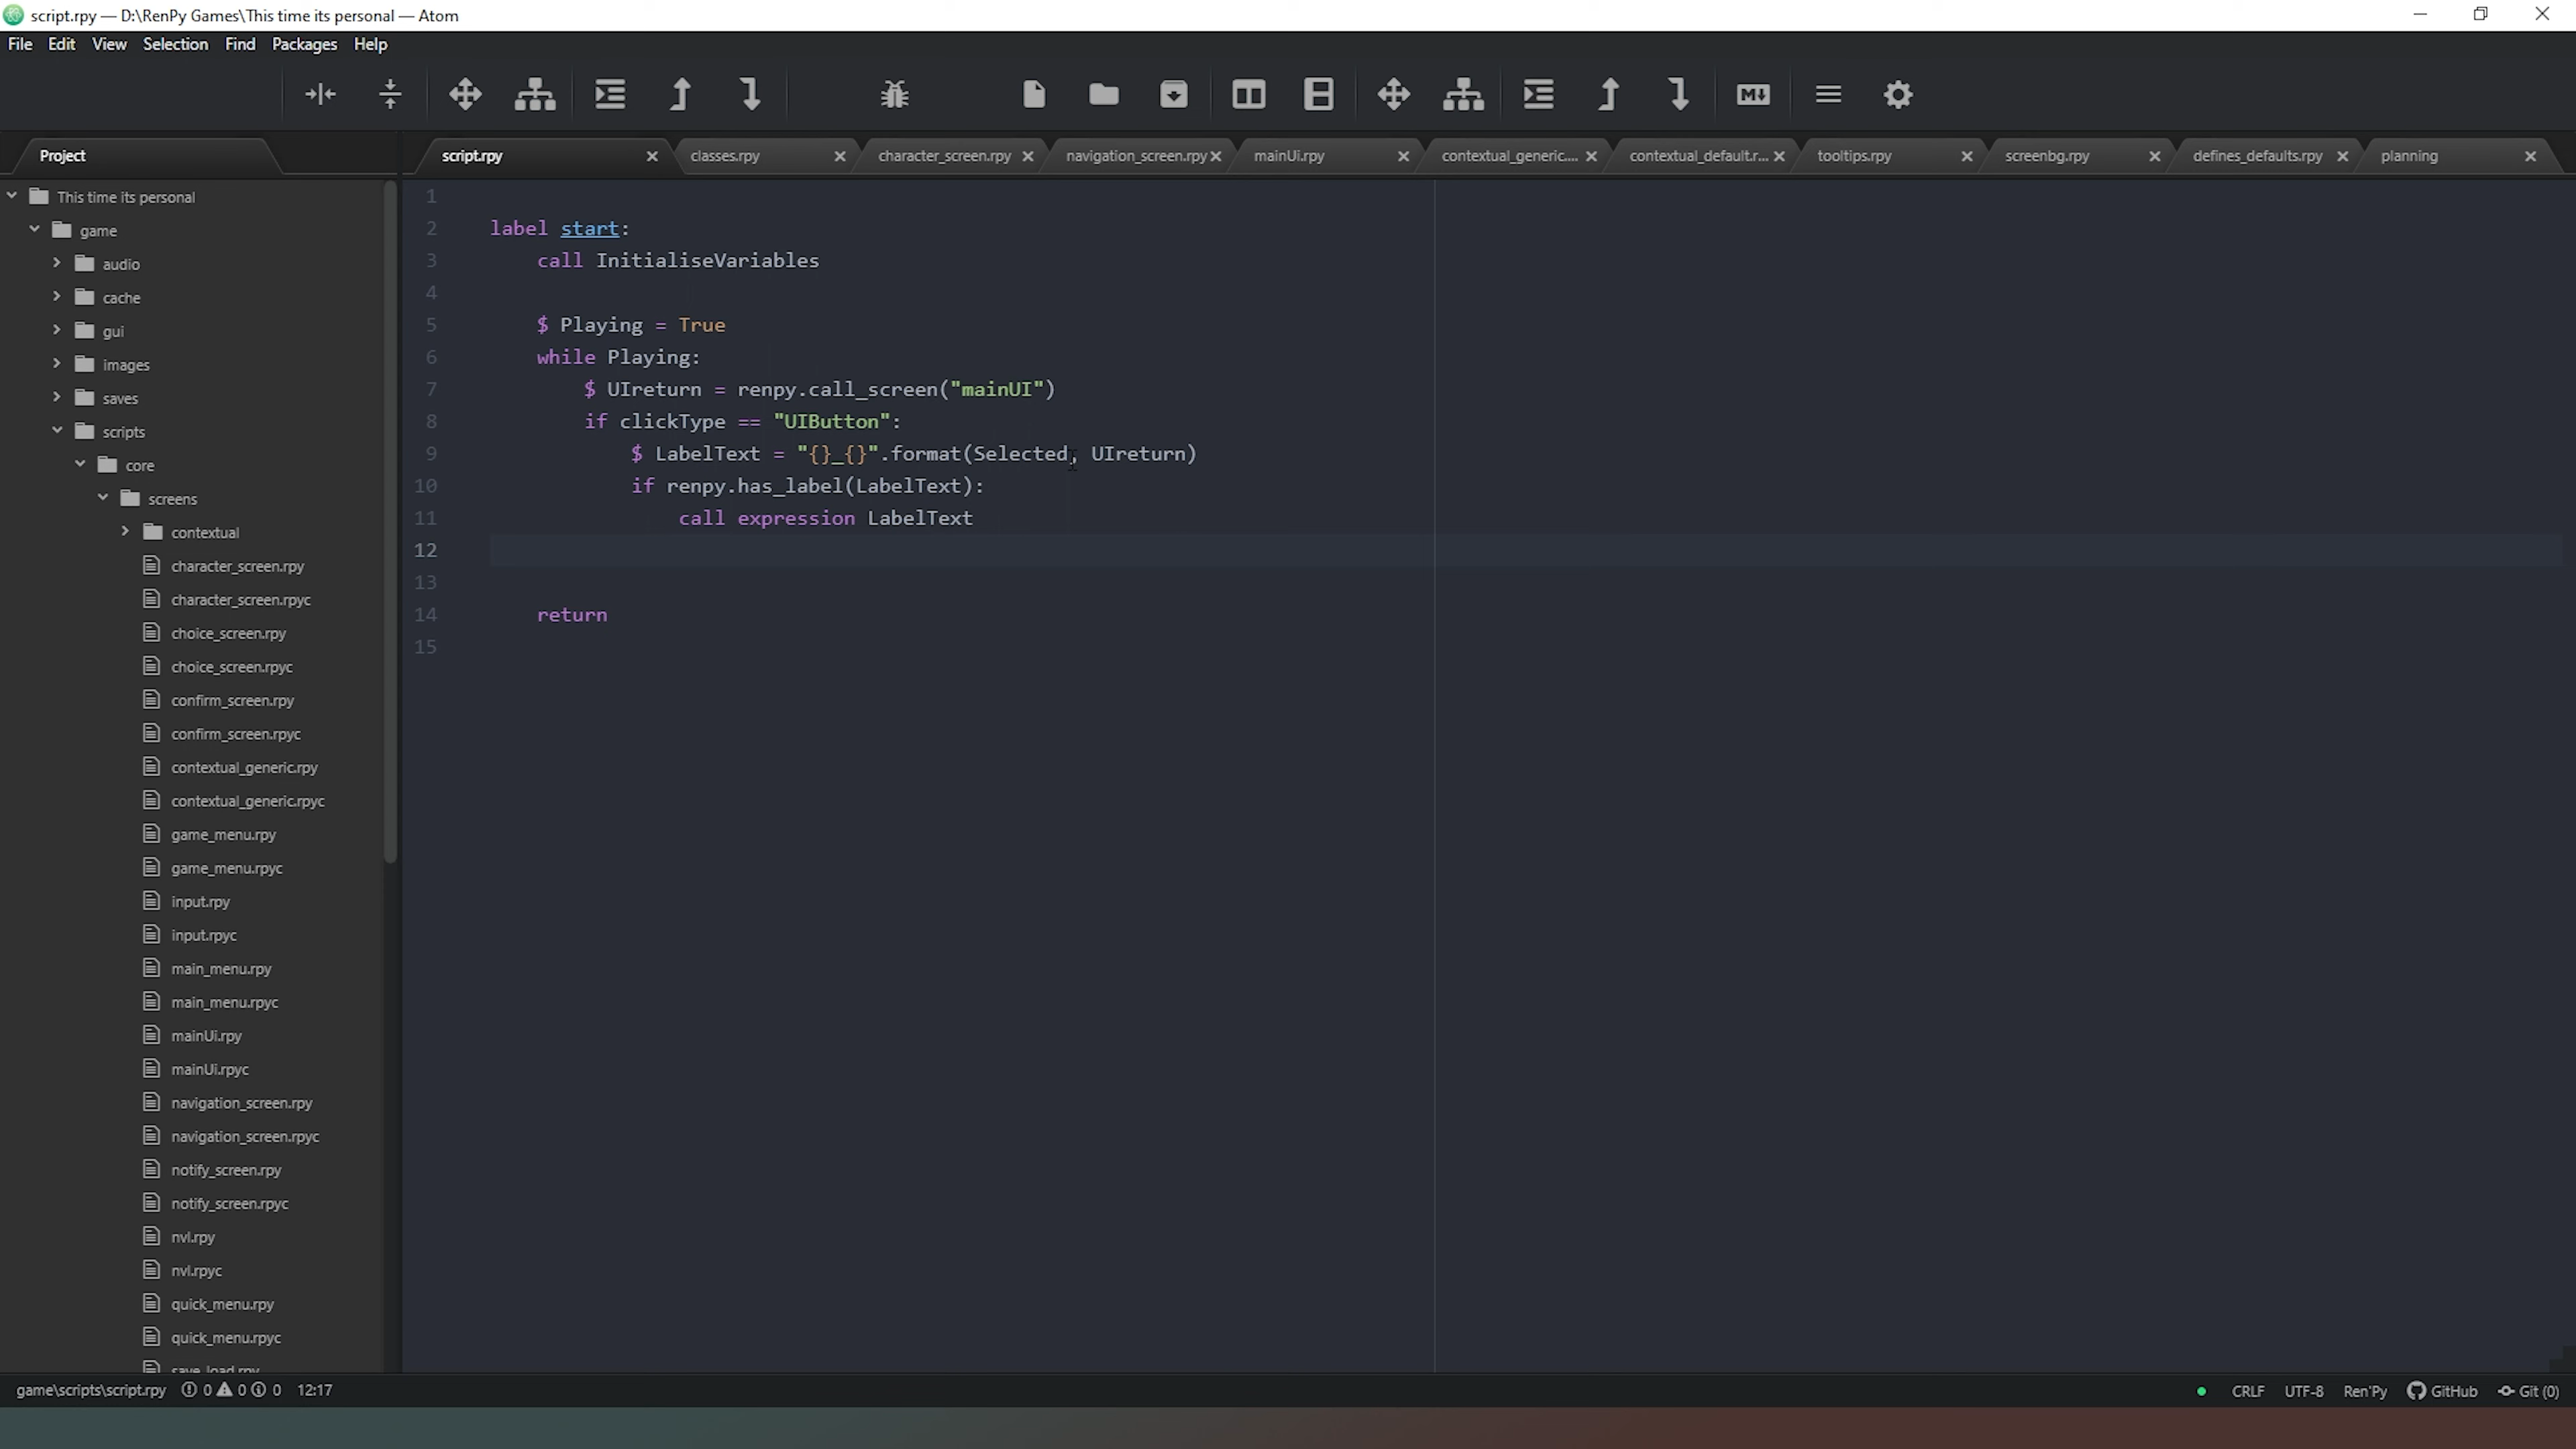 script.rpy — D:\RenPy Games\This time its personal — Atom
File Edit View Selection Find Packages Help
Project
script.rpy
classes.rpy
character_screen.rpy
navigation_screen.rpy
mainUi.rpy
contextual_generic....
contextual_default.r...
tooltips.rpy
screenbg.rpy
defines_defaults.rpy
planning
This time its personal
game
audio
cache
gui
images
saves
scripts
core
screens
contextual
character_screen.rpy
character_screen.rpyc
choice_screen.rpy
choice_screen.rpyc
confirm_screen.rpy
confirm_screen.rpyc
contextual_generic.rpy
contextual_generic.rpyc
game_menu.rpy
game_menu.rpyc
input.rpy
input.rpyc
main_menu.rpy
main_menu.rpyc
mainUi.rpy
mainUi.rpyc
navigation_screen.rpy
navigation_screen.rpyc
notify_screen.rpy
notify_screen.rpyc
nvl.rpy
nvl.rpyc
quick_menu.rpy
quick_menu.rpyc
save_load.rpy
1
2 label start:
3 call InitialiseVariables
4
5 $ Playing = True
6 while Playing:
7 $ UIreturn = renpy.call_screen("mainUI")
8 if clickType == "UIButton":
9 $ LabelText = "{}_{}".format(Selected, UIreturn)
10 if renpy.has_label(LabelText):
11 call expression LabelText
12
13
14 return
15
game\scripts\script.rpy 0 0 0 12:17
CRLF UTF-8 Ren'Py GitHub Git (0)